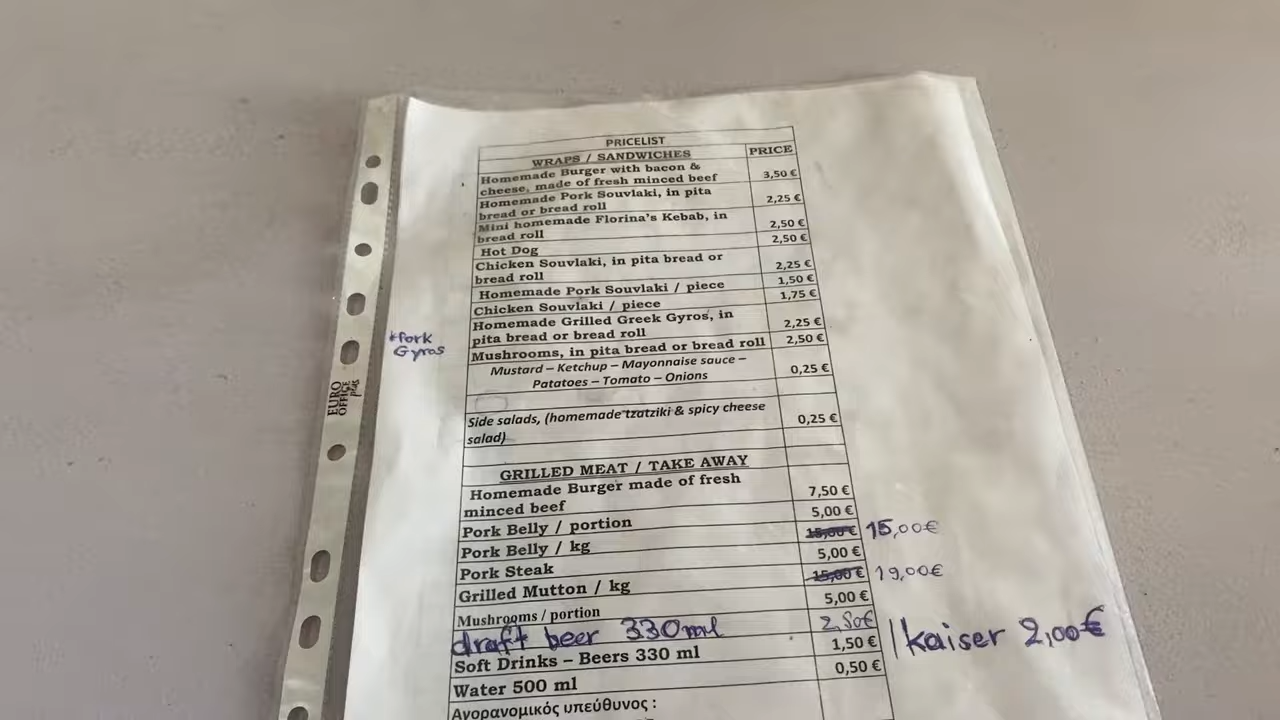 PRICELIST
WRAPS / SANDWICHES PRICE
Homemade Burger with bacon &
cheese, made of fresh minced beef 3,50 €
Homemade Pork Souvlaki, in pita
bread or bread roll 2,25 €
Mini homemade Florina's Kebab, in
bread roll 2,50 €
Hot Dog 2,50 €
Chicken Souvlaki, in pita bread or
bread roll 2,25 €
Homemade Pork Souvlaki / piece 1,50 €
Chicken Souvlaki / piece 1,75 €
Homemade Grilled Greek Gyros, in
pita bread or bread roll 2,25 €
*Pork
Gyros
Mushrooms, in pita bread or bread roll 2,50 €
Mustard – Ketchup – Mayonnaise sauce –
Patatoes – Tomato – Onions 0,25 €
Side salads, (homemade tzatziki & spicy cheese
salad) 0,25 €
GRILLED MEAT / TAKE AWAY
Homemade Burger made of fresh
minced beef 7,50 €
Pork Belly / portion 5,00 €
Pork Belly / kg 15,00€ 15,00€
Pork Steak 5,00 €
Grilled Mutton / kg 15,00€ 19,00€
Mushrooms / portion 5,00 €
draft beer 330ml 2,50€
Soft Drinks – Beers 330 ml 1,50 € / kaiser 2,00€
Water 500 ml 0,50 €
Αγορανομικός υπεύθυνος :
EURO
OFFICE
plus